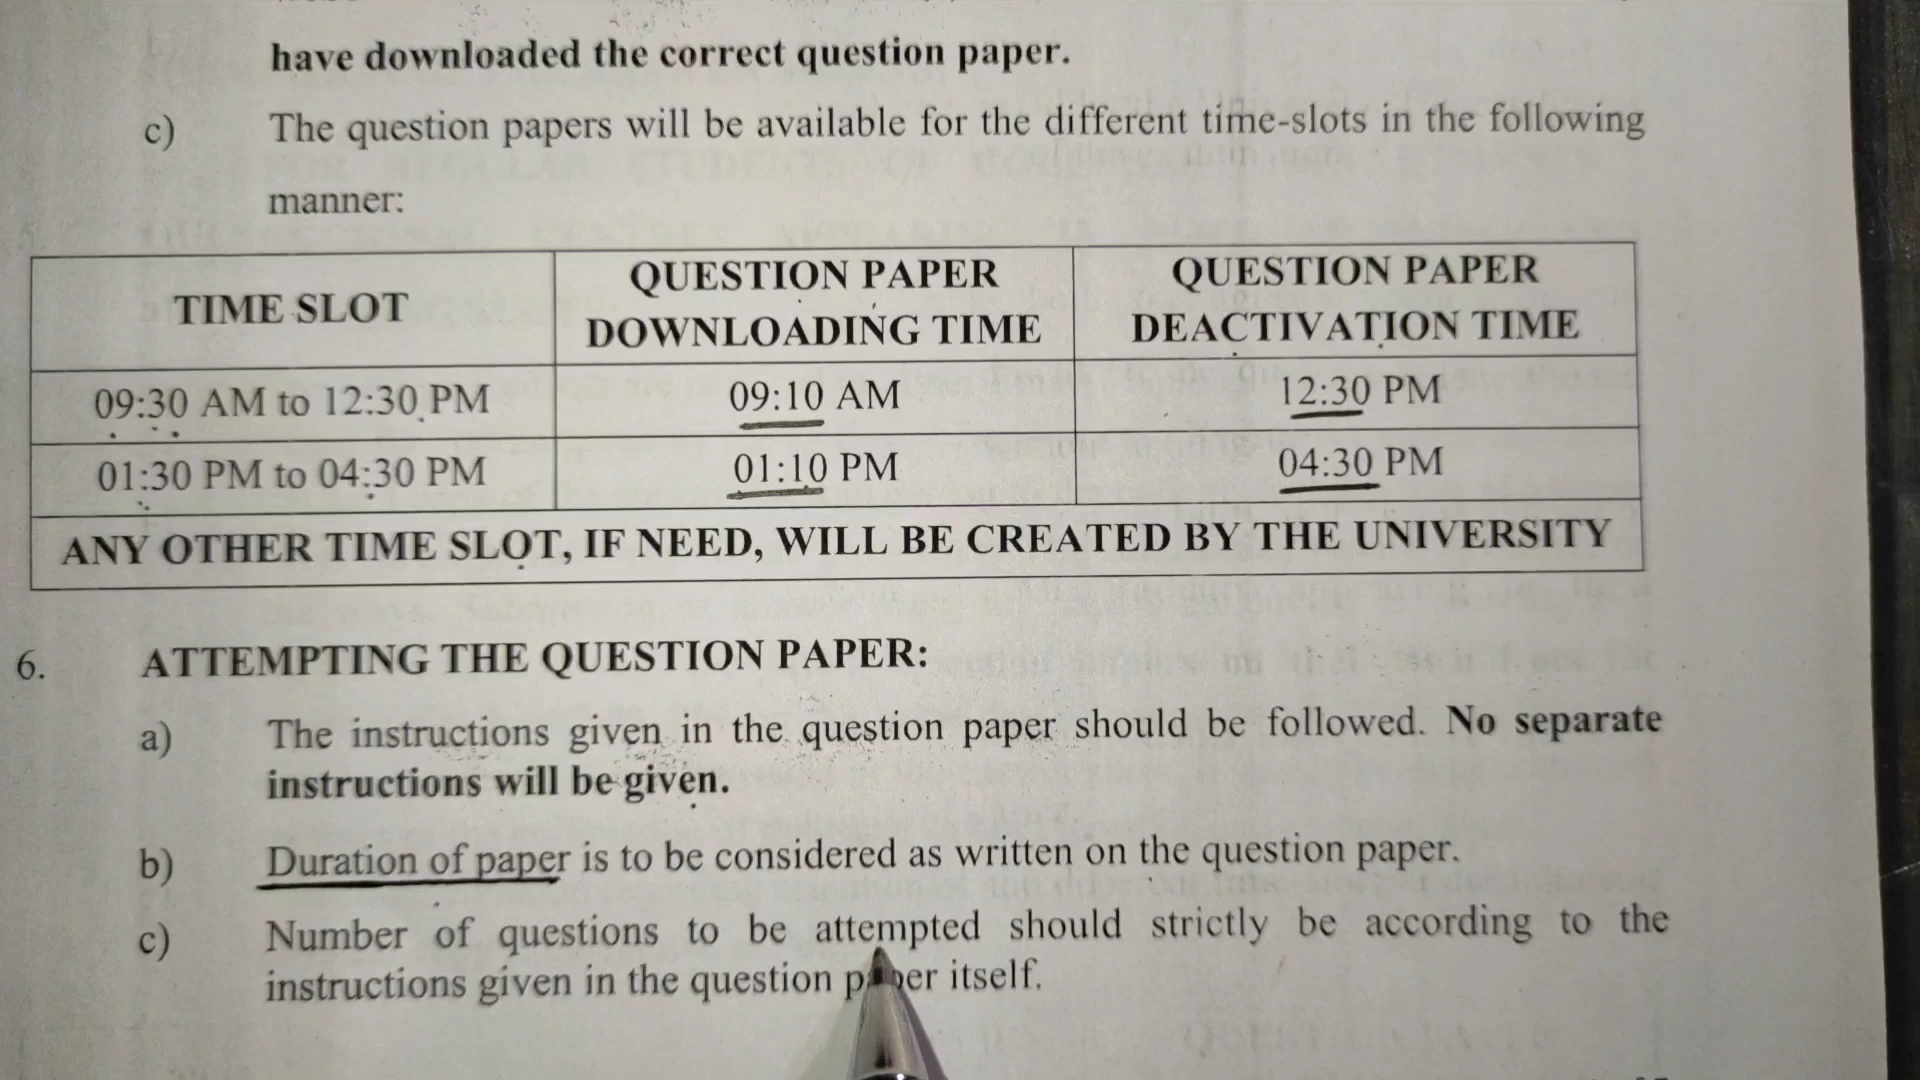 have downloaded the correct question paper.
c) The question papers will be available for the different time-slots in the following
manner:
TIME SLOT
QUESTION PAPER
DOWNLOADING TIME
QUESTION PAPER
DEACTIVATION TIME
09:30 AM to 12:30 PM
09:10 AM
12:30 PM
01:30 PM to 04:30 PM
01:10 PM
04:30 PM
ANY OTHER TIME SLOT, IF NEED, WILL BE CREATED BY THE UNIVERSITY
6. ATTEMPTING THE QUESTION PAPER:
a) The instructions given in the question paper should be followed. No separate
instructions will be given.
b) Duration of paper is to be considered as written on the question paper.
c) Number of questions to be attempted should strictly be according to the
instructions given in the question paper itself.